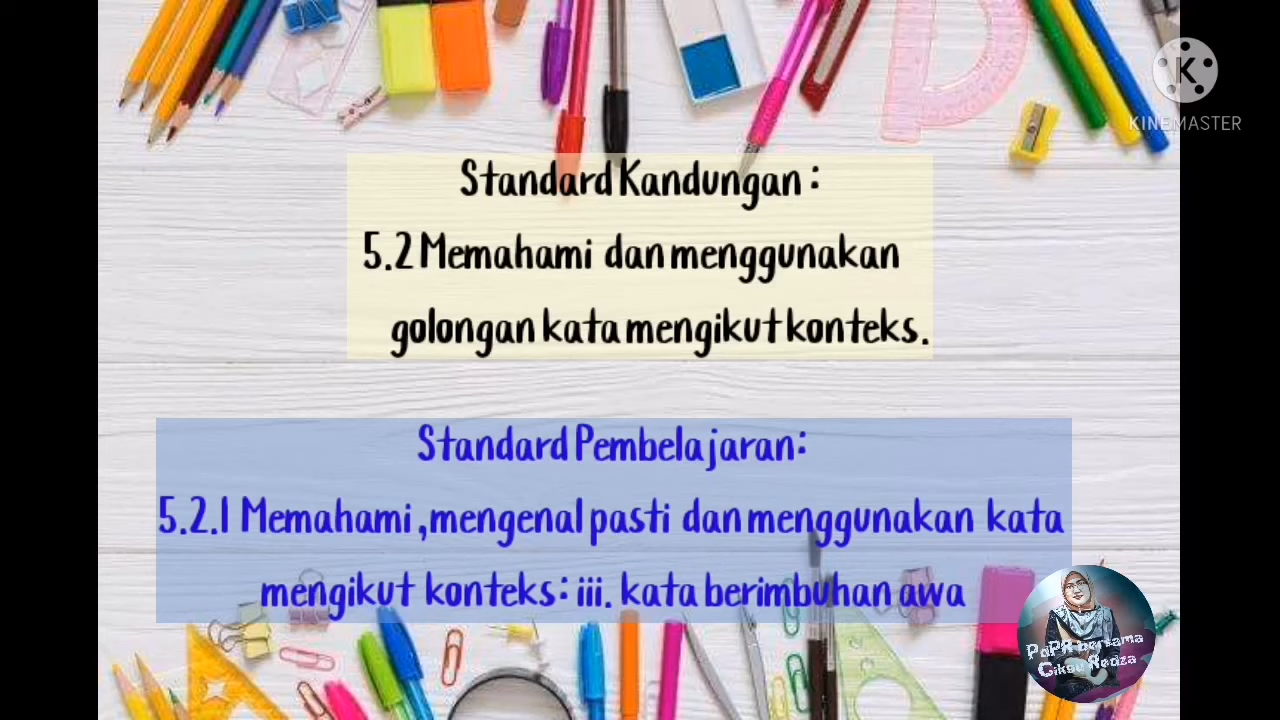 Standard Kandungan :
5.2 Memahami dan menggunakan
golongan kata mengikut konteks.
Standard Pembelajaran:
5.2.1 Memahami , mengenal pasti dan menggunakan kata
mengikut konteks: iii. kata berimbuhan awa
KINEMASTER
PdPR bersama
Cikgu Redza